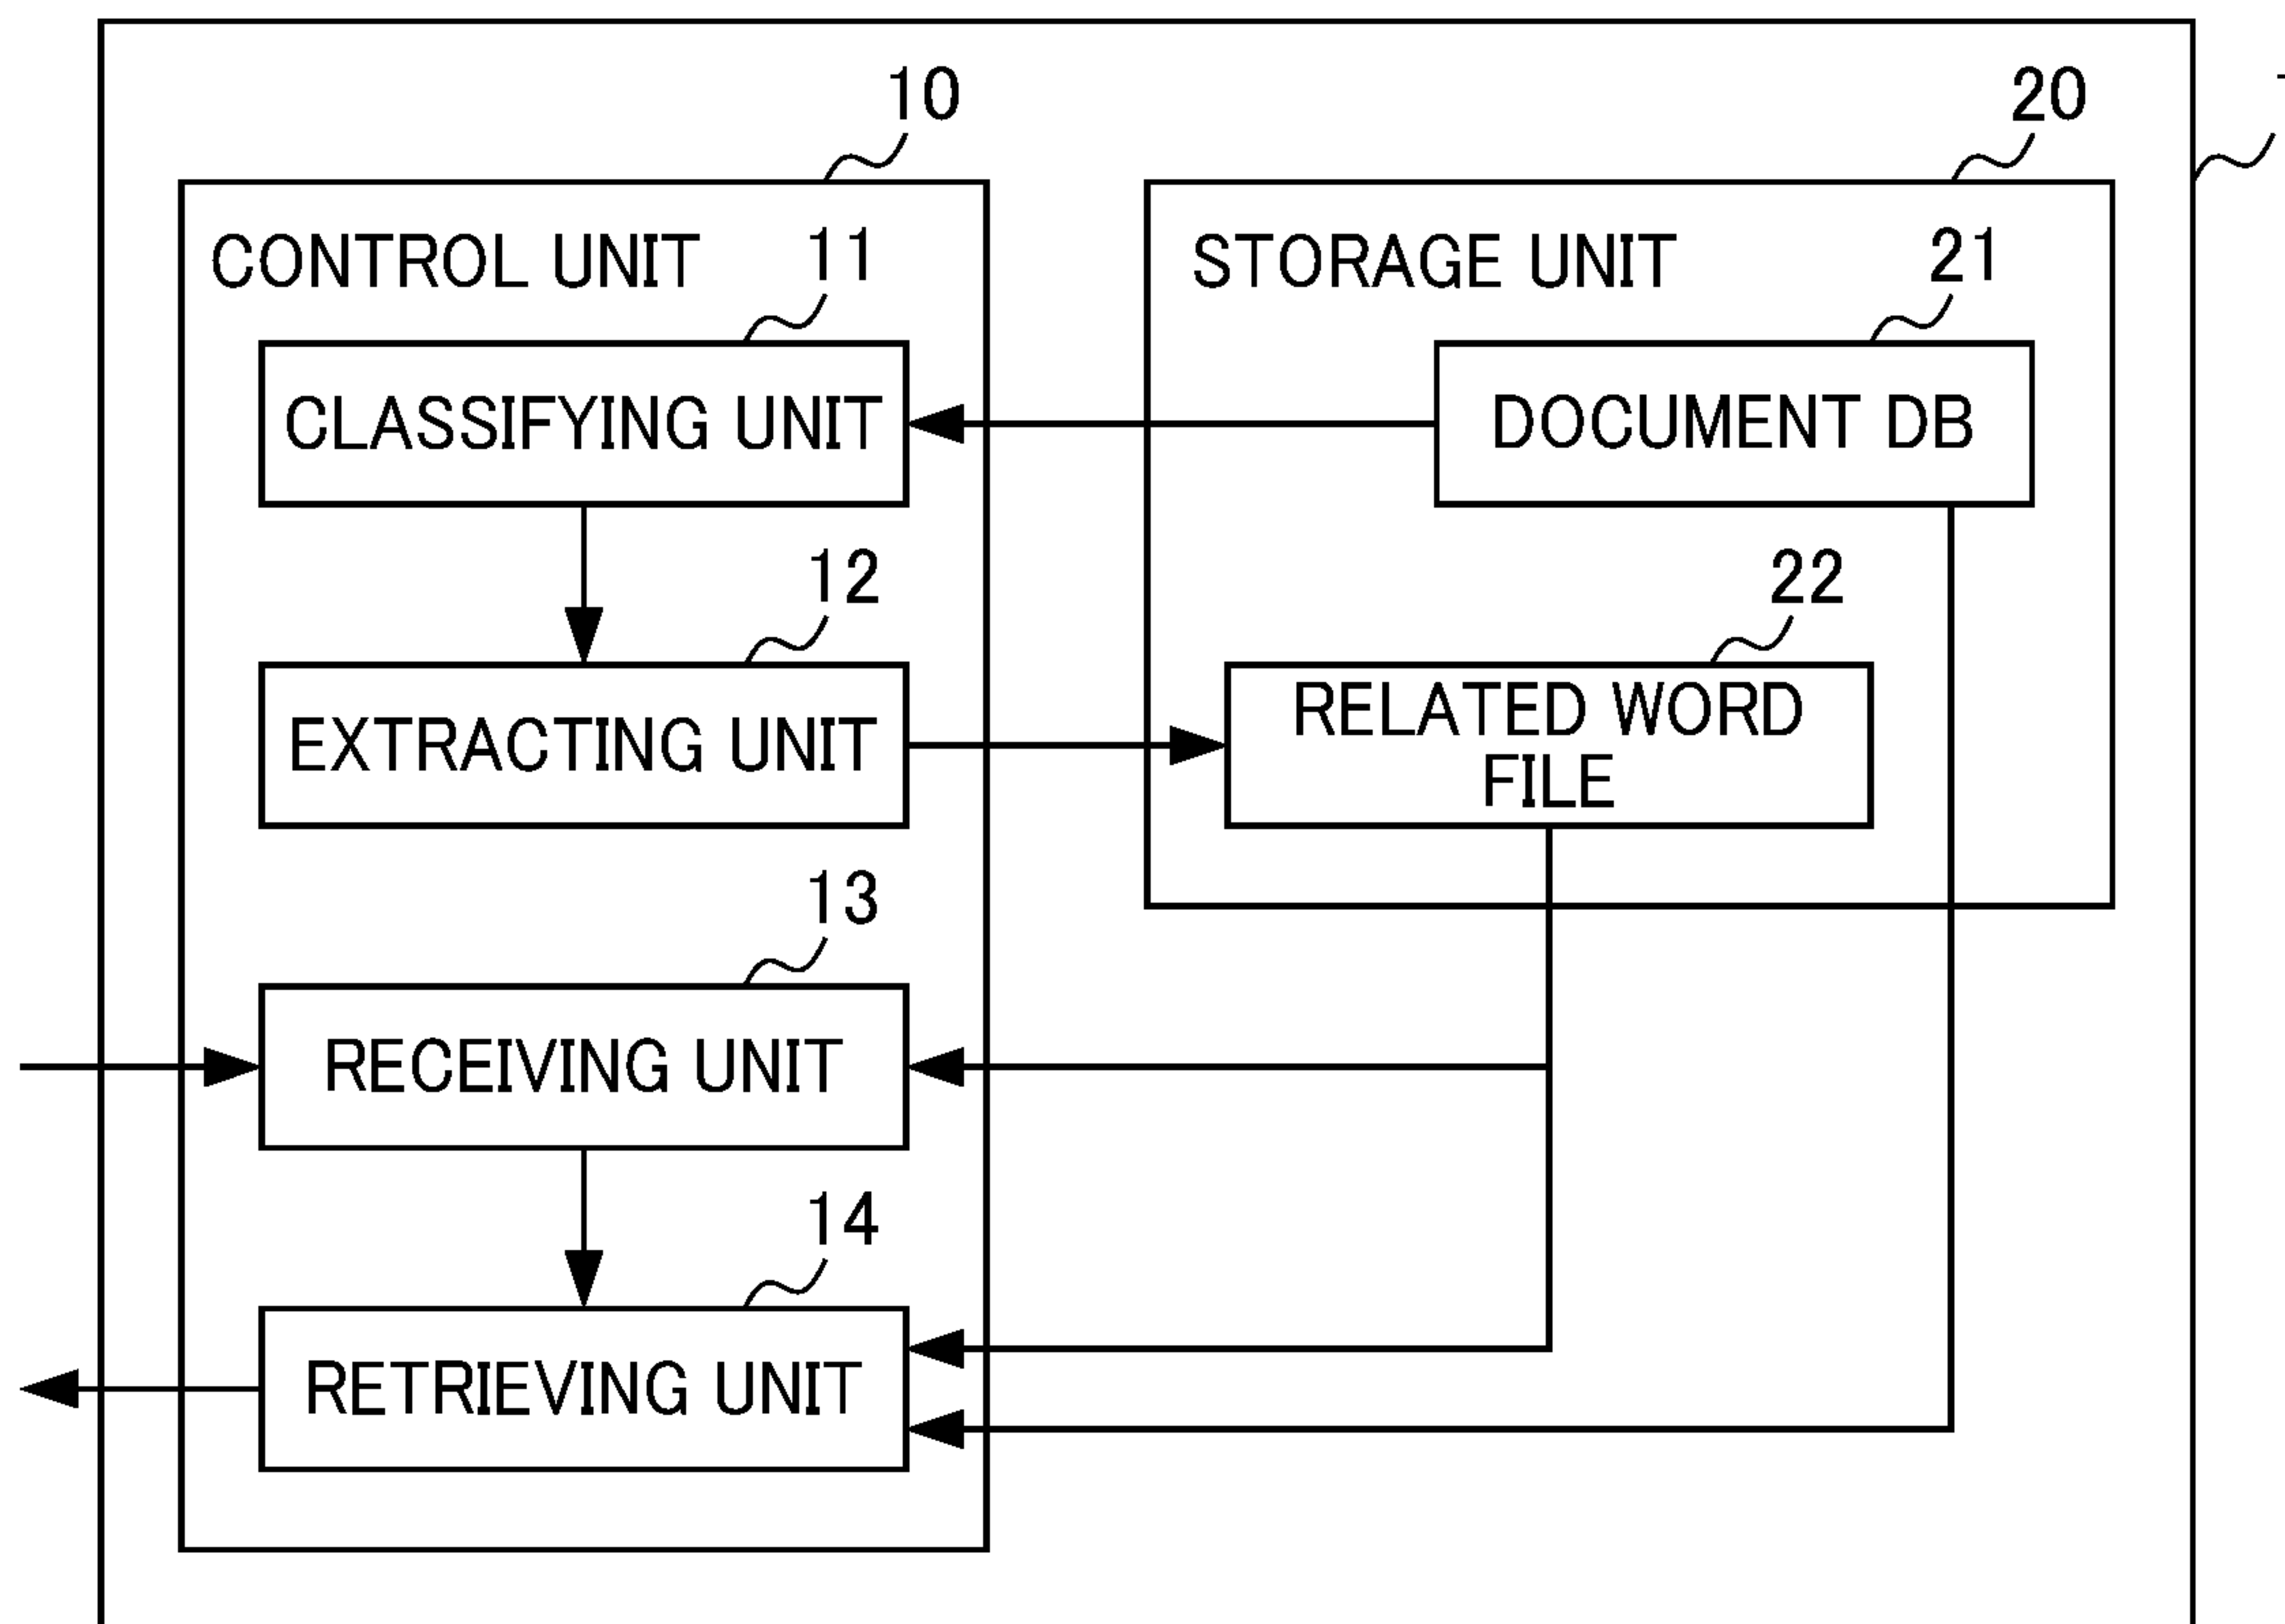 10
20
CONTROL UNIT
11
STORAGE UNIT
21
CLASSIFYING UNIT
DOCUMENT DB
12
22
EXTRACTING UNIT
RELATED WORD
FILE
13
RECEIVING UNIT
14
RETRIEVING UNIT